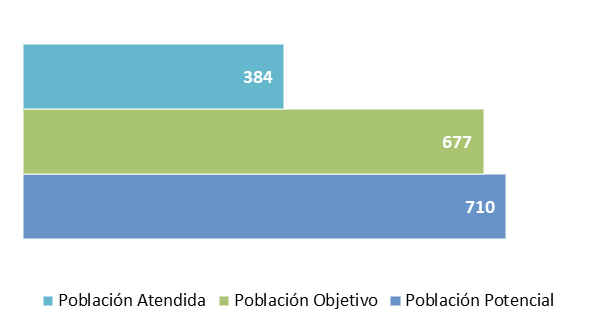 384
677
710
Población Atendida Población Objetivo Población Potencial